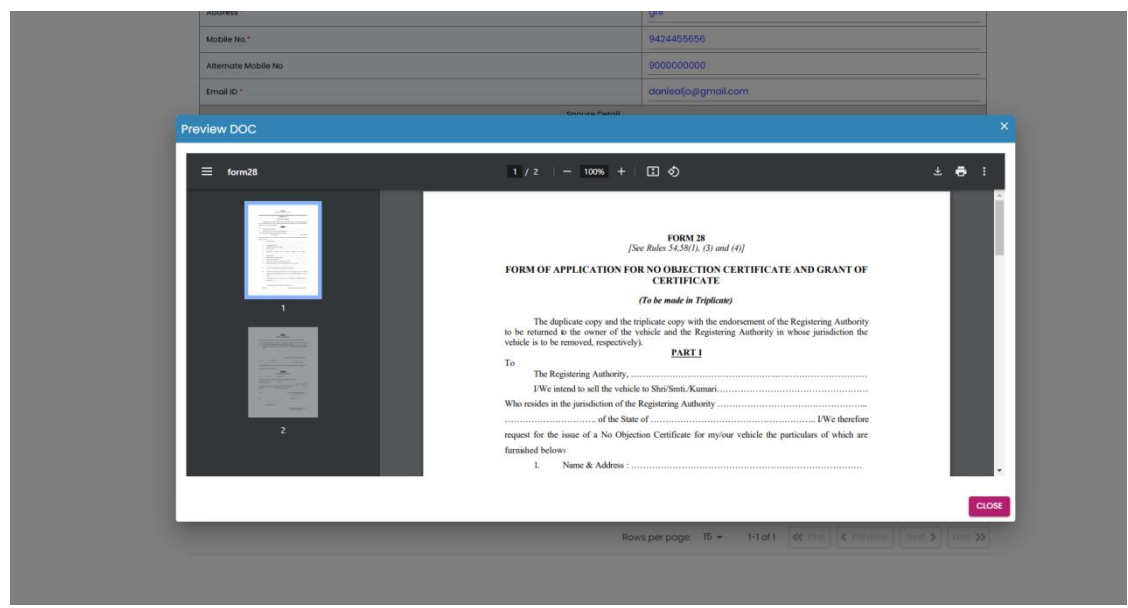 Address *
ghf
Mobile No.*
9424455656
Alternate Mobile No
9000000000
Email ID *
daniealjo@gmail.com
Spouse Detail
Preview DOC
×
form28
1 / 2
100%
1
2
FORM 28
[See Rules 54,58(1), (3) and (4)]
FORM OF APPLICATION FOR NO OBJECTION CERTIFICATE AND GRANT OF
CERTIFICATE
(To be made in Triplicate)
The duplicate copy and the triplicate copy with the endorsement of the Registering Authority
to be returned to the owner of the vehicle and the Registering Authority in whose jurisdiction the
vehicle is to be removed, respectively).
PART I
To
The Registering Authority, ……………………………………………………………………
I/We intend to sell the vehicle to Shri/Smti./Kumari……………………………………………
Who resides in the jurisdiction of the Registering Authority ……………………………………………
………………………… of the State of ………………………………………………… I/We therefore
request for the issue of a No Objection Certificate for my/our vehicle the particulars of which are
furnished below:
1. Name & Address : ……………………………………………………………………
CLOSE
Rows per page: 15 1-1 of 1 First Previous Next Last